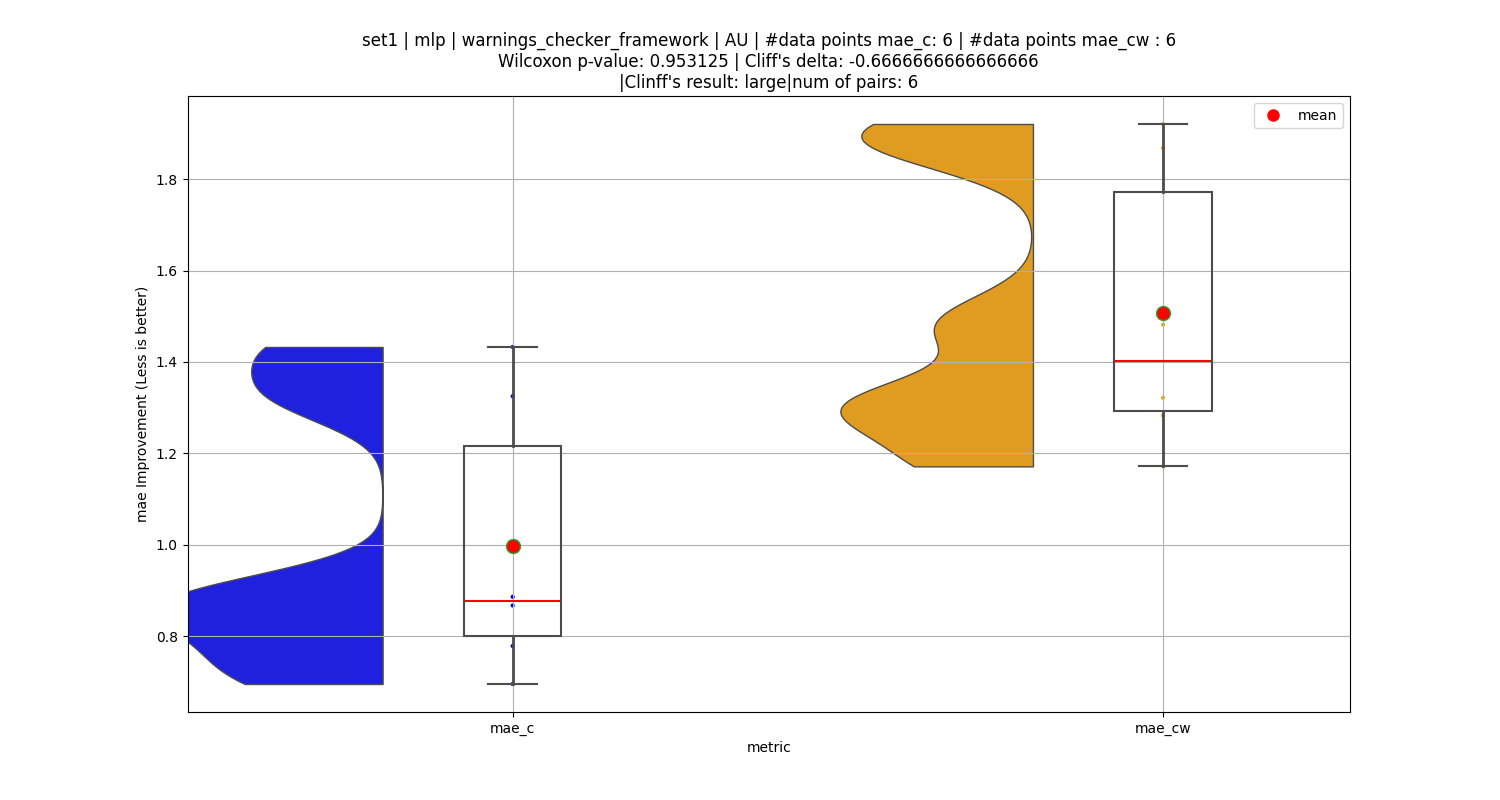 set1 | mlp | warnings_checker_framework | AU | #data points mae_c: 6 | #data points mae_cw : 6
Wilcoxon p-value: 0.953125 | Cliff's delta: -0.6666666666666666
|Clinff's result: large|num of pairs: 6
mean
mae Improvement (Less is better)
1.8
1.6
1.4
1.2
1.0
0.8
mae_c
mae_cw
metric